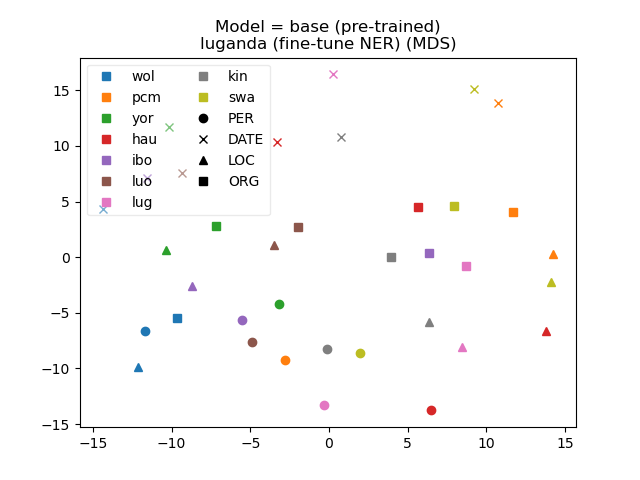 Model = base (pre-trained)
luganda (fine-tune NER) (MDS)
wol
pcm
yor
hau
ibo
luo
lug
kin
swa
PER
DATE
LOC
ORG
15
10
5
0
−5
−10
−15
−15 −10 −5 0 5 10 15